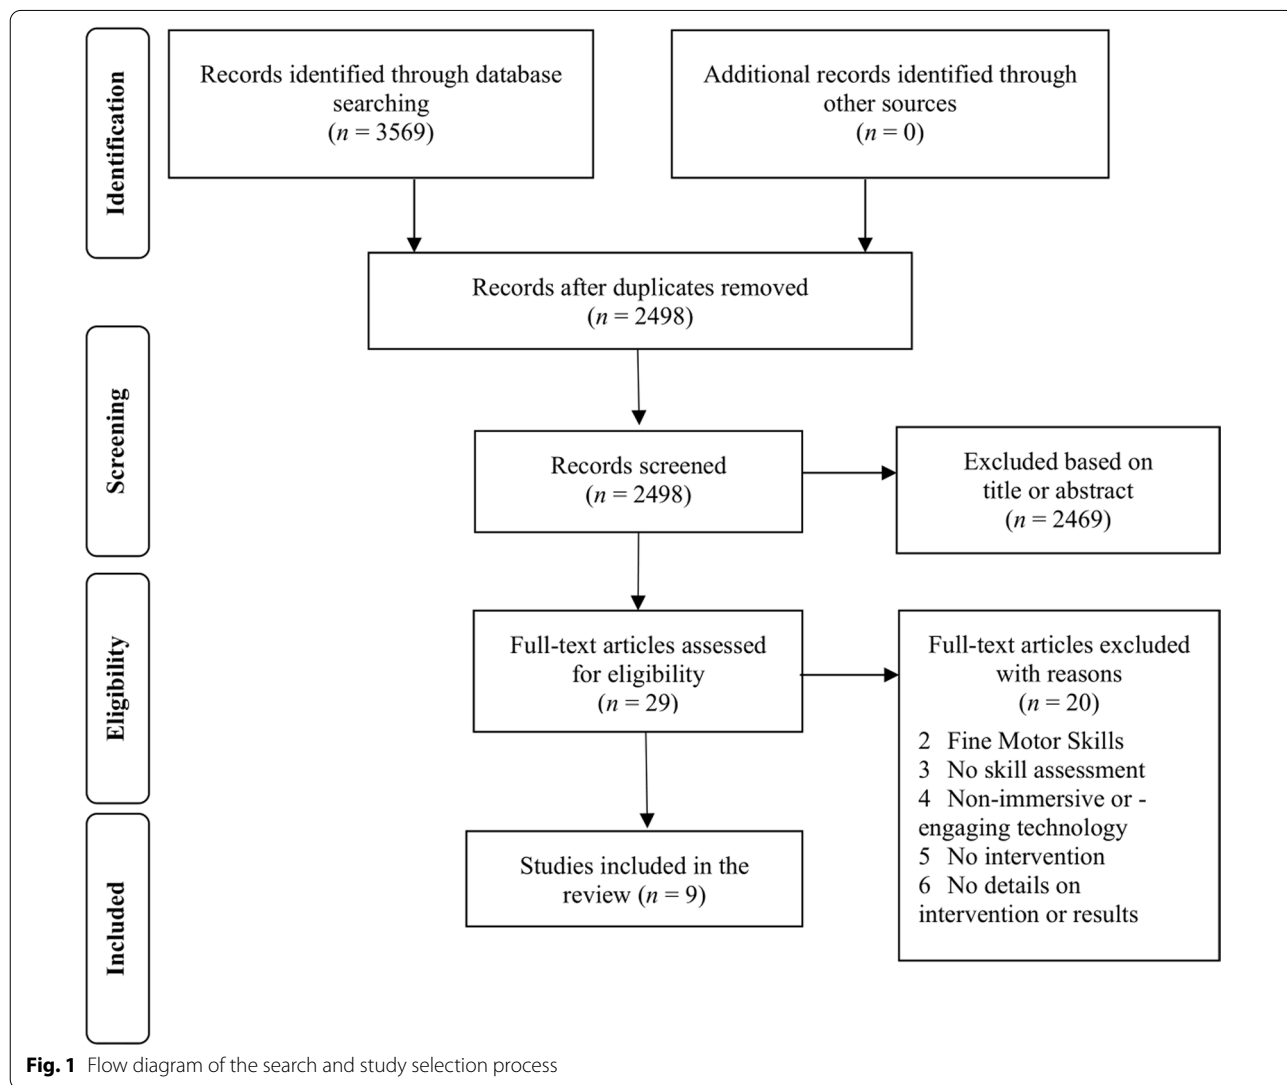 Identification
Records identified through database
searching
(n = 3569)
Additional records identified through
other sources
(n = 0)
Records after duplicates removed
(n = 2498)
Screening
Records screened
(n = 2498)
Excluded based on
title or abstract
(n = 2469)
Eligibility
Full-text articles assessed
for eligibility
(n = 29)
Full-text articles excluded
with reasons
(n = 20)
2 Fine Motor Skills
3 No skill assessment
4 Non-immersive or -
engaging technology
5 No intervention
6 No details on
intervention or results
Included
Studies included in the
review (n = 9)
Fig. 1 Flow diagram of the search and study selection process